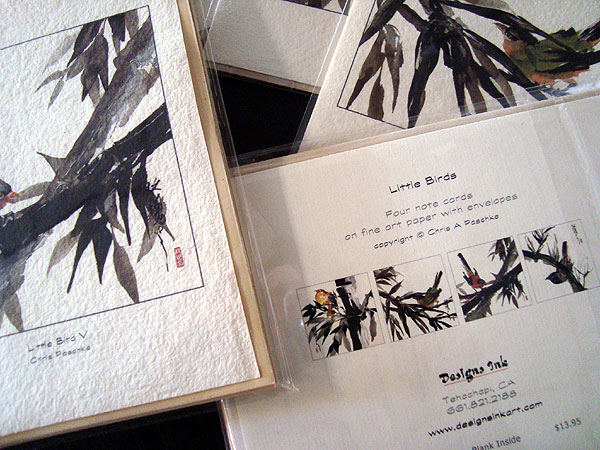 Little Bird V
Chris Paschke
Little Birds
Four note cards
on fine art paper with envelopes
copyright © Chris A Paschke
Designs Ink
Tehachapi, CA
661.821.2188
www.designsinkart.com
Blank Inside
$13.95